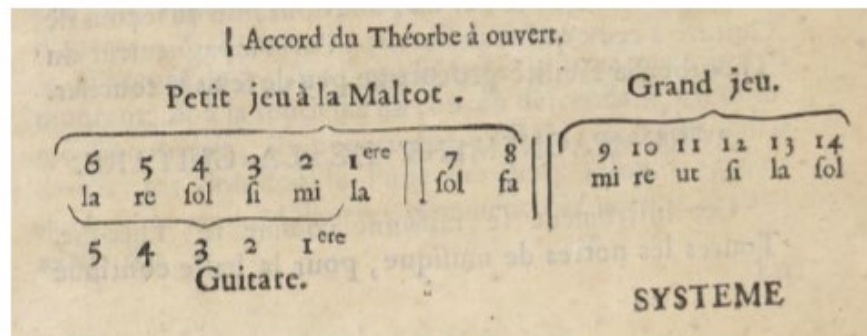 Accord du Théorbe à ouvert.
Petit jeu à la Maltot. Grand jeu.
6 5 4 3 2 1ere 7 8 9 10 11 12 13 14
la re sol si mi la sol fa mi re ut si la sol
5 4 3 2 1ere
Guitare.
SYSTEME